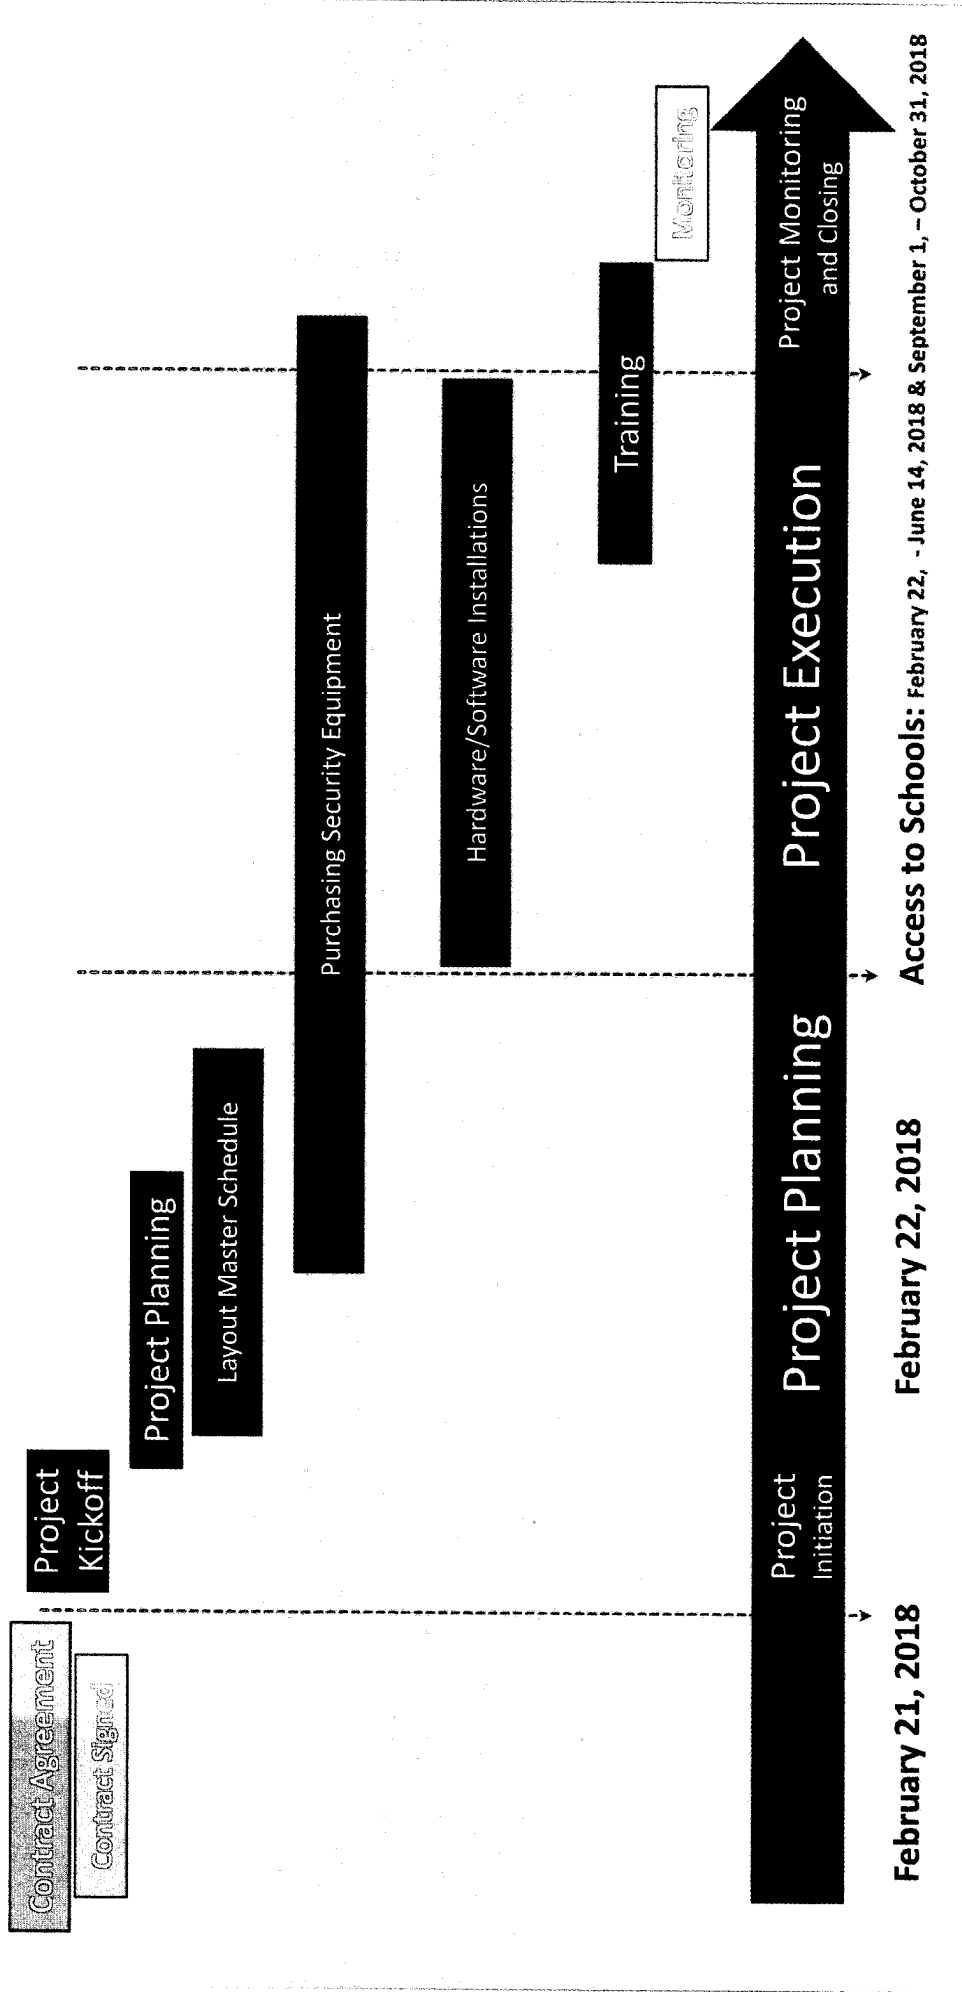 Contract Agreement
Contract Signed
Project
Kickoff
Project Planning
Layout Master Schedule
Purchasing Security Equipment
Hardware/Software Installations
Training
Monitoring
Project
Initiation
Project Planning
Project Execution
Project Monitoring
and Closing
February 21, 2018
February 22, 2018
Access to Schools: February 22, - June 14, 2018 & September 1, – October 31, 2018